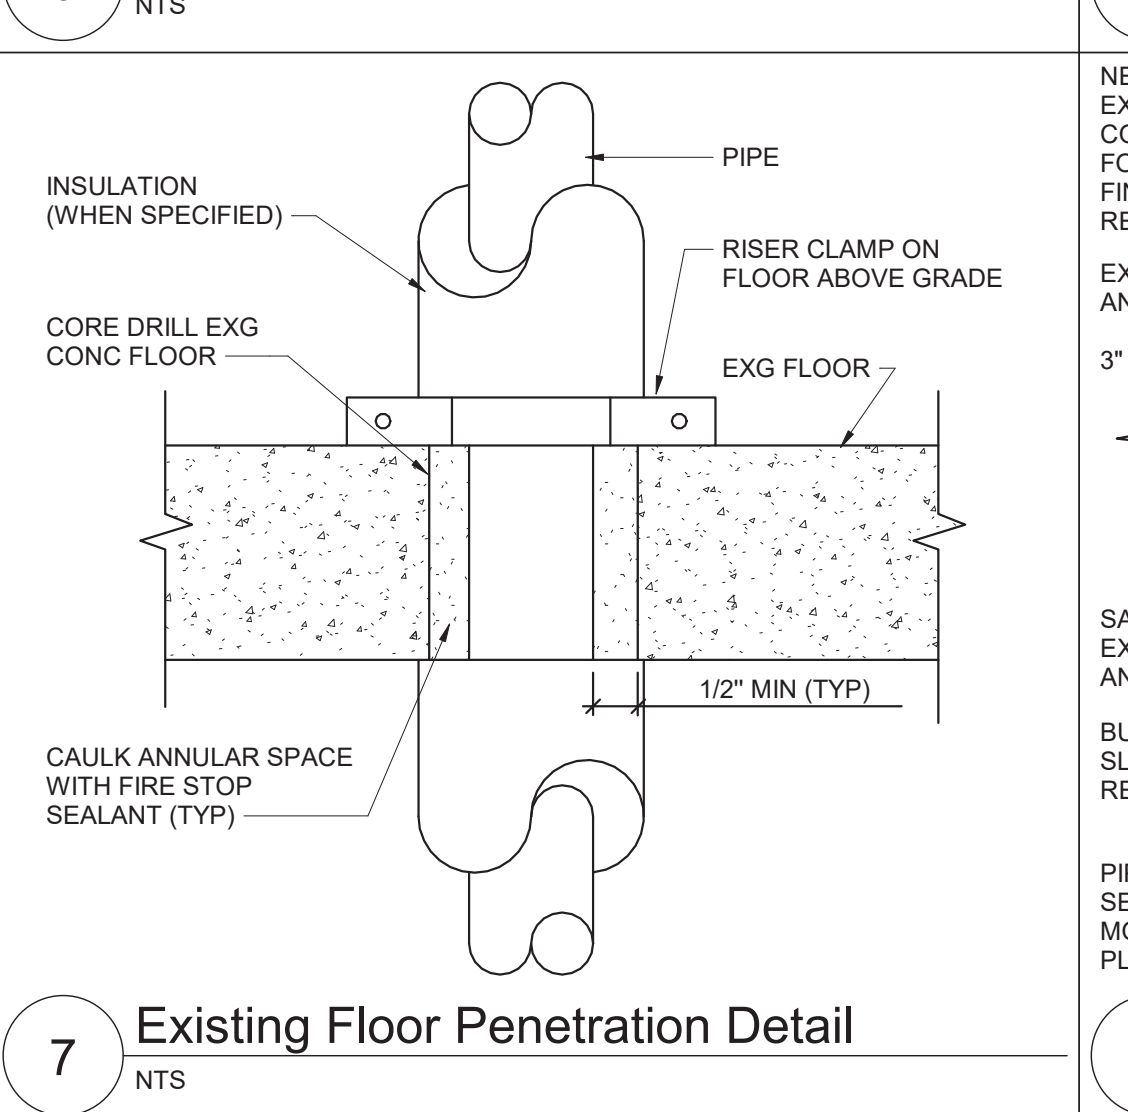 NTS
INSULATION
(WHEN SPECIFIED)
CORE DRILL EXG
CONC FLOOR
PIPE
RISER CLAMP ON
FLOOR ABOVE GRADE
EXG FLOOR
1/2" MIN (TYP)
CAULK ANNULAR SPACE
WITH FIRE STOP
SEALANT (TYP)
7
Existing Floor Penetration Detail
NTS
3"